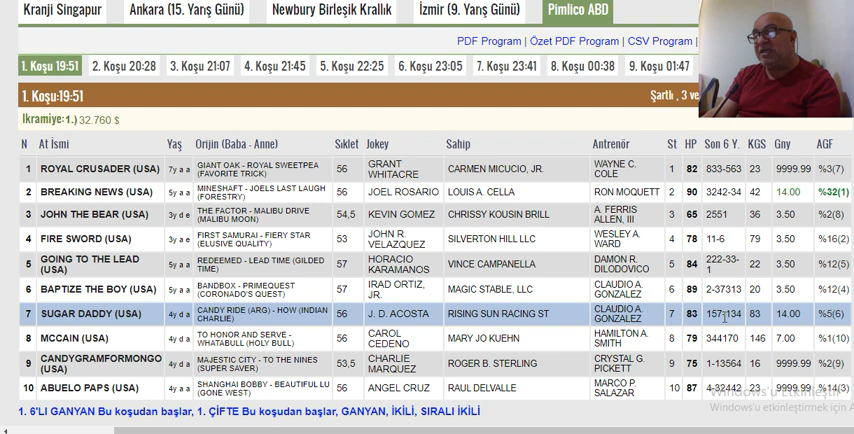 Kranji Singapur Ankara (15. Yarış Günü) Newbury Birleşik Krallık İzmir (9. Yarış Günü) Pimlico ABD
PDF Program | Özet PDF Program | CSV Program |
1. Koşu 19:51 2. Koşu 20:28 3. Koşu 21:07 4. Koşu 21:45 5. Koşu 22:25 6. Koşu 23:05 7. Koşu 23:41 8. Koşu 00:38 9. Koşu 01:47
1. Koşu:19:51 Şartlı , 3 ve
İkramiye:1.) 32.760 $
N At İsmi Yaş Orijin (Baba - Anne) Sıklet Jokey Sahip Antrenör St HP Son 6 Y. KGS Gny AGF
1 ROYAL CRUSADER (USA) 7y a a GIANT OAK - ROYAL SWEETPEA (FAVORITE TRICK) 56 GRANT WHITACRE CARMEN MICUCIO, JR. WAYNE C. COLE 1 82 833-563 23 9999.99 %3(7)
2 BREAKING NEWS (USA) 5y a a MINESHAFT - JOELS LAST LAUGH (FORESTRY) 56 JOEL ROSARIO LOUIS A. CELLA RON MOQUETT 2 90 3242-34 42 14.00 %32(1)
3 JOHN THE BEAR (USA) 3y d e THE FACTOR - MALIBU DRIVE (MALIBU MOON) 54,5 KEVIN GOMEZ CHRISSY KOUSIN BRILL A. FERRIS ALLEN, III 3 65 2551 36 3.50 %2(8)
4 FIRE SWORD (USA) 3y a e FIRST SAMURAI - FIERY STAR (ELUSIVE QUALITY) 53 JOHN R. VELAZQUEZ SILVERTON HILL LLC WESLEY A. WARD 4 78 11-6 79 3.50 %16(2)
5 GOING TO THE LEAD (USA) 5y a a REDEEMED - LEAD TIME (GILDED TIME) 57 HORACIO KARAMANOS VINCE CAMPANELLA DAMON R. DILODOVICO 5 84 222-33-1 23 3.50 %12(5)
6 BAPTIZE THE BOY (USA) 5y a a BANDBOX - PRIMEQUEST (CORONADO'S QUEST) 57 IRAD ORTIZ, JR. MAGIC STABLE, LLC CLAUDIO A. GONZALEZ 6 89 2-37313 20 3.50 %12(4)
7 SUGAR DADDY (USA) 4y d a CANDY RIDE (ARG) - HOW (INDIAN CHARLIE) 56 J. D. ACOSTA RISING SUN RACING ST CLAUDIO A. GONZALEZ 7 83 157-134 83 14.00 %5(6)
8 MCCAIN (USA) 4y d a TO HONOR AND SERVE - WHATABULL (HOLY BULL) 56 CAROL CEDENO MARY JO KUEHN HAMILTON A. SMITH 8 79 344170 146 7.00 %1(10)
9 CANDYGRAMFORMONGO (USA) 4y d a MAJESTIC CITY - TO THE NINES (SUPER SAVER) 53,5 CHARLIE MARQUEZ ROGER B. STERLING CRYSTAL G. PICKETT 9 75 1-13564 16 9999.99 %2(9)
10 ABUELO PAPS (USA) 4y d a SHANGHAI BOBBY - BEAUTIFUL LU (GONE WEST) 56 ANGEL CRUZ RAUL DELVALLE MARCO P. SALAZAR 10 87 4-32442 23 9999.99 %14(3)
Windows'u Etkinleştir
Windows'u etkinleştirmek için A
1. 6'LI GANYAN Bu koşudan başlar, 1. ÇİFTE Bu koşudan başlar, GANYAN, İKİLİ, SIRALI İKİLİ